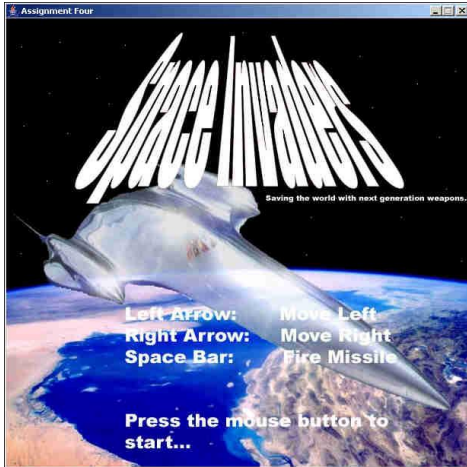 Assignment Four
Space Invaders
Saving the world with next generation weapons.
Left Arrow: Move Left
Right Arrow: Move Right
Space Bar: Fire Missile
Press the mouse button to
start...